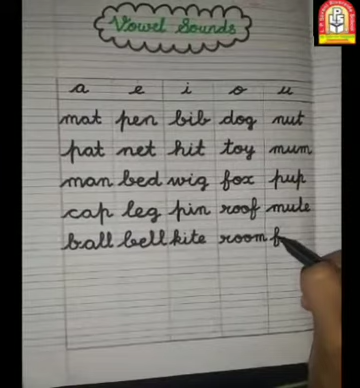 Vowel Sounds
a e i o u
mat pen bib dog nut
pat net hit toy mum
man bed wig fox pup
cap leg pin roof mule
ball bell kite room f